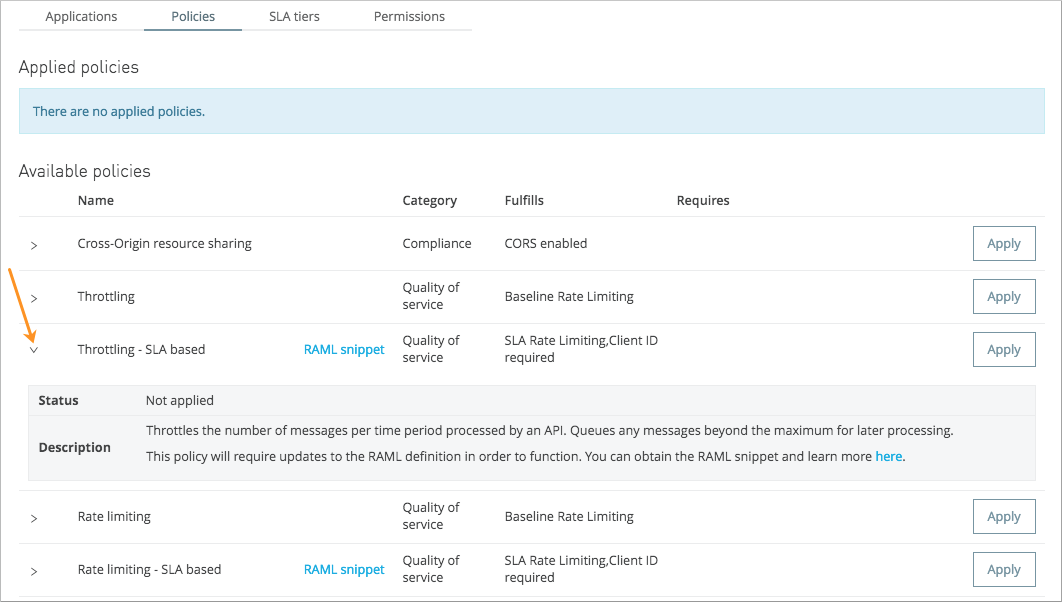 Applications Policies SLA tiers Permissions
Applied policies
There are no applied policies.
Available policies
Name Category Fulfills Requires
Cross-Origin resource sharing Compliance CORS enabled Apply
Throttling Quality of service Baseline Rate Limiting Apply
Throttling - SLA based RAML snippet Quality of service SLA Rate Limiting,Client ID required Apply
Status Not applied
Description Throttles the number of messages per time period processed by an API. Queues any messages beyond the maximum for later processing.
This policy will require updates to the RAML definition in order to function. You can obtain the RAML snippet and learn more here.
Rate limiting Quality of service Baseline Rate Limiting Apply
Rate limiting - SLA based RAML snippet Quality of service SLA Rate Limiting,Client ID required Apply